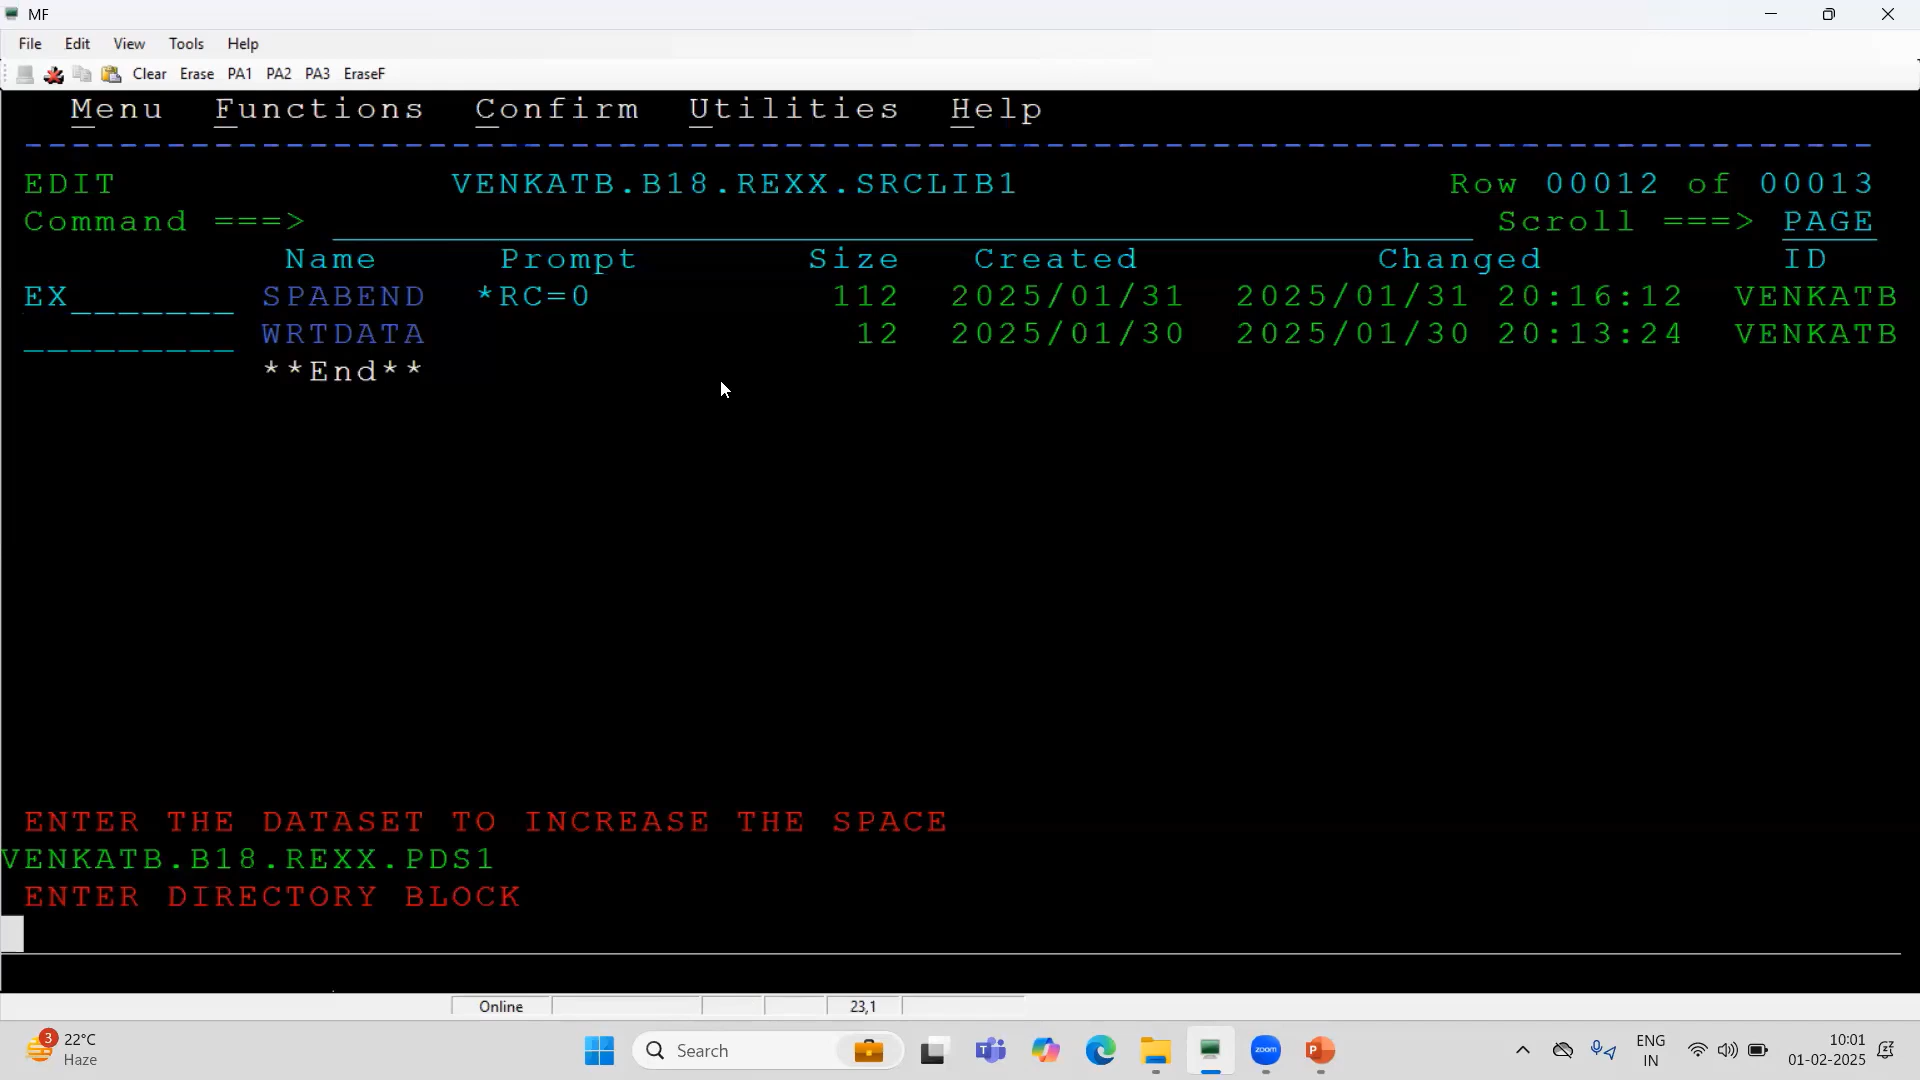 MF
File Edit View Tools Help
Clear Erase PA1 PA2 PA3 EraseF
Menu Functions Confirm Utilities Help
EDIT VENKATB.B18.REXX.SRCLIB1 Row 00012 of 00013
Command ===> Scroll ===> PAGE
Name Prompt Size Created Changed ID
EX_______ SPABEND *RC=0 112 2025/01/31 2025/01/31 20:16:12 VENKATB
_________ WRTDATA 12 2025/01/30 2025/01/30 20:13:24 VENKATB
**End**
ENTER THE DATASET TO INCREASE THE SPACE
VENKATB.B18.REXX.PDS1
ENTER DIRECTORY BLOCK
Online 23,1
3 22°C
Haze
Search
zoom
P
ENG
IN
10:01
01-02-2025